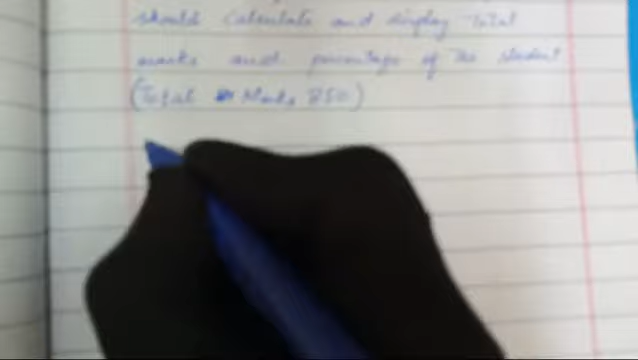 should calculate and display total
marks and percentage of the student
(Total Marks 850)